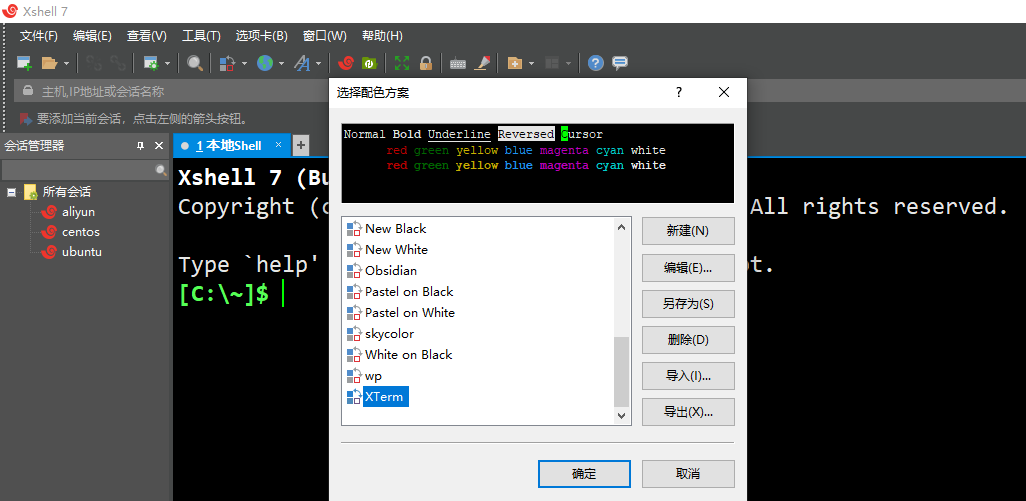 Xshell 7
文件(F) 编辑(E) 查看(V) 工具(T) 选项卡(B) 窗口(W) 帮助(H)
主机,IP地址或会话名称
要添加当前会话，点击左侧的箭头按钮。
会话管理器
所有会话
aliyun
centos
ubuntu
1 本地Shell
Xshell 7 (Bu
Copyright (c
All rights reserved.
Type `help'
t.
[C:\~]$
选择配色方案
Normal Bold Underline Reversed Cursor
red green yellow blue magenta cyan white
red green yellow blue magenta cyan white
New Black
New White
Obsidian
Pastel on Black
Pastel on White
skycolor
White on Black
wp
XTerm
新建(N)
编辑(E)...
另存为(S)
删除(D)
导入(I)...
导出(X)...
确定
取消